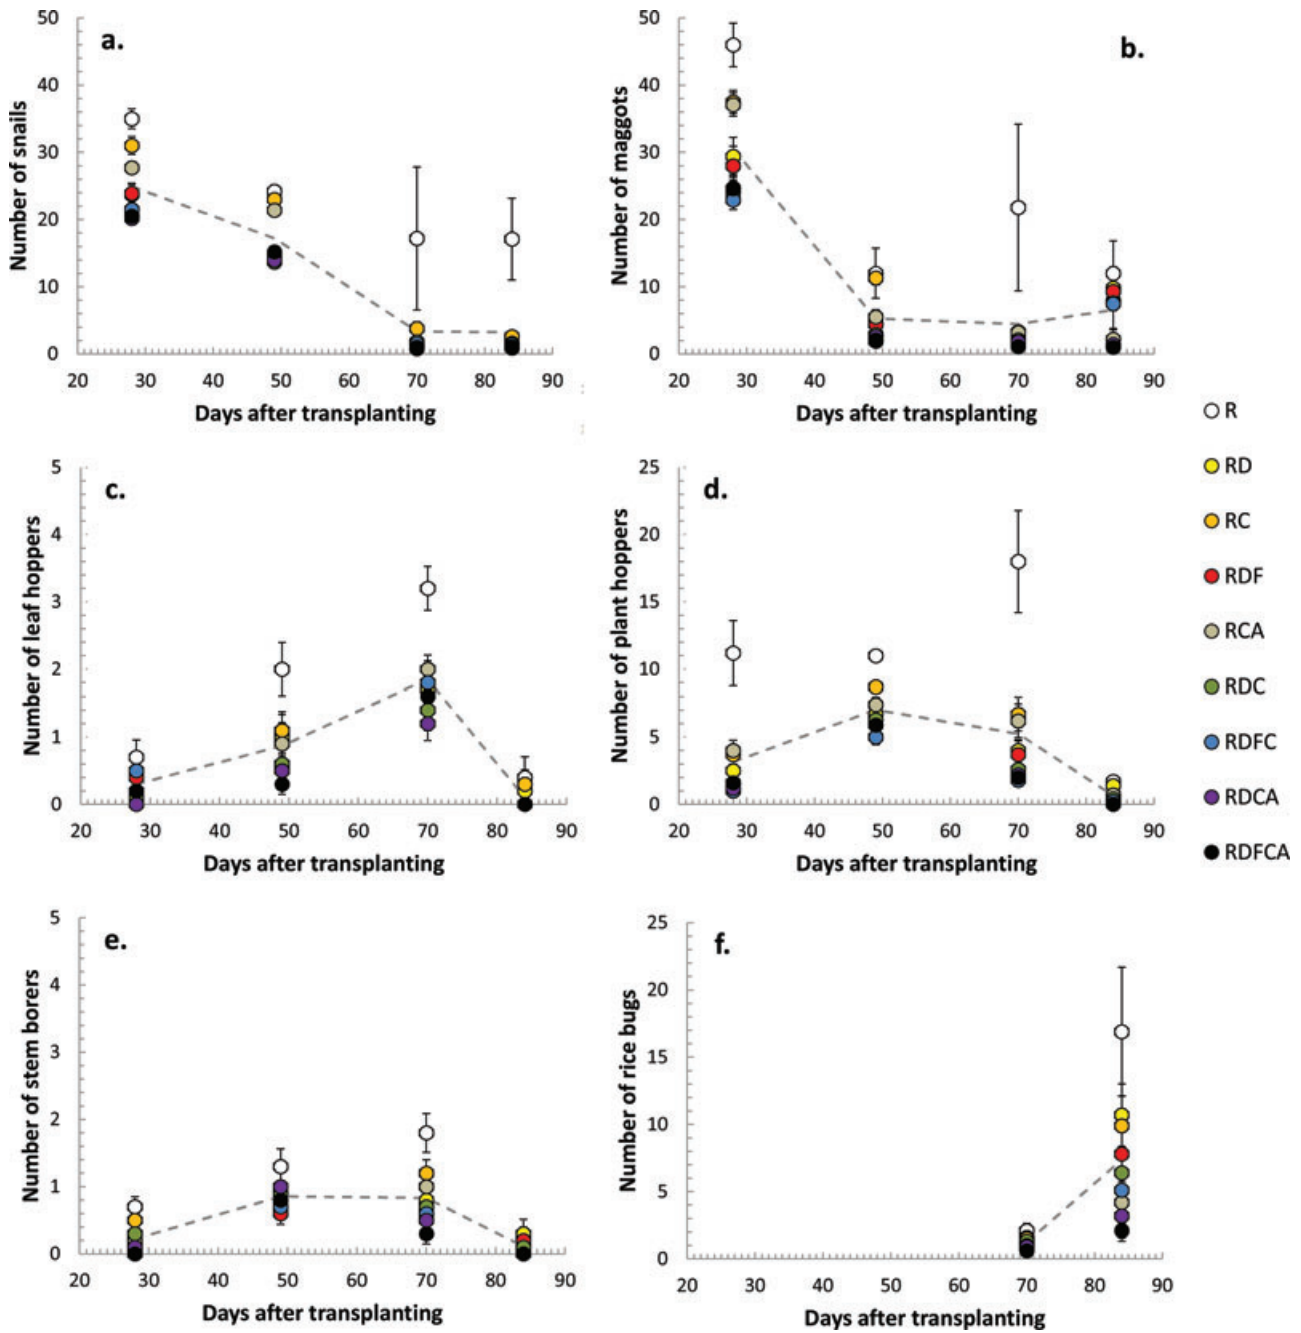 a.
50
40
30
20
10
0
Number of snails
20 30 40 50 60 70 80 90
Days after transplanting
b.
50
40
30
20
10
0
Number of maggots
20 30 40 50 60 70 80 90
Days after transplanting
c.
5
4
3
2
1
0
Number of leaf hoppers
20 30 40 50 60 70 80 90
Days after transplanting
d.
25
20
15
10
5
0
Number of plant hoppers
20 30 40 50 60 70 80 90
Days after transplanting
R
RD
RC
RDF
RCA
RDC
RDFC
RDCA
RDFCA
e.
5
4
3
2
1
0
Number of stem borers
20 30 40 50 60 70 80 90
Days after transplanting
f.
25
20
15
10
5
0
Number of rice bugs
20 30 40 50 60 70 80 90
Days after transplanting